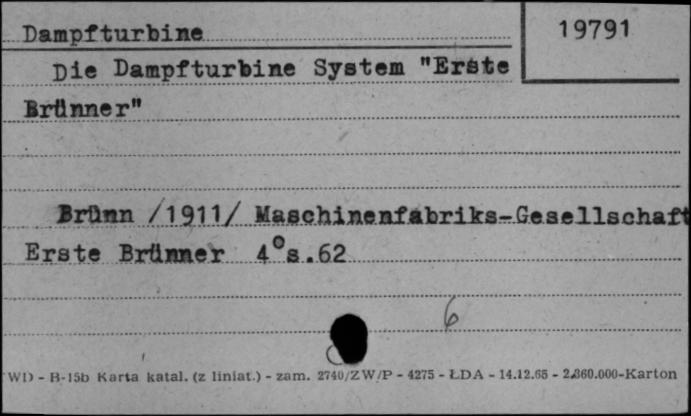 Dampfturbine
19791
Die Dampfturbine System "Erste
Brünner"
Brünn /1911/ Maschinenfabriks-Gesellschaft
Erste Brünner 4°s.62
6
WD - B-15b Karta katal. (z liniat.) - zam. 2740/ZW/P - 4275 - ŁDA - 14.12.65 - 2.860.000-Karton